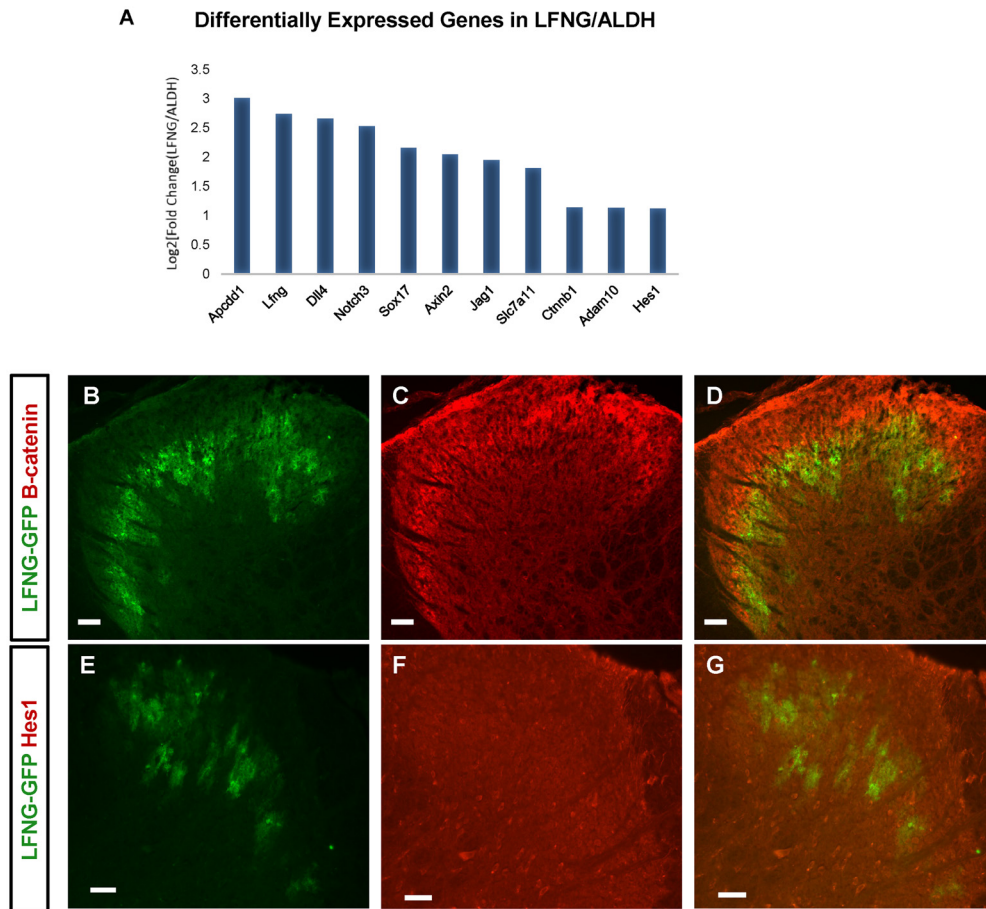 A
Differentially Expressed Genes in LFNG/ALDH
Log2[Fold Change(LFNG/ALDH)
3.5
3
2.5
2
1.5
1
0.5
0
Apcdd1
Lfng
Dll4
Notch3
Sox17
Axin2
Jag1
Slc7a11
Ctnnb1
Adam10
Hes1
LFNG-GFP B-catenin
B
C
D
LFNG-GFP Hes1
E
F
G